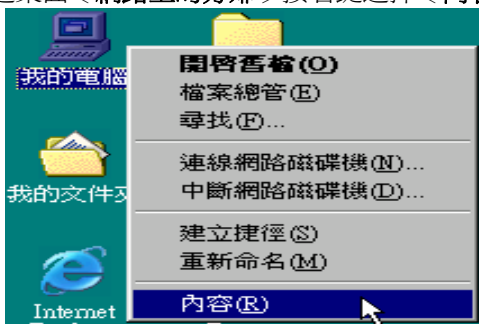 我的電腦
開啓舊檔(O)
檔案總管(E)
尋找(F)...
連線網路磁碟機(N)...
我的文件夾
中斷網路磁碟機(D)...
建立捷徑(S)
重新命名(M)
內容(R)
Internet